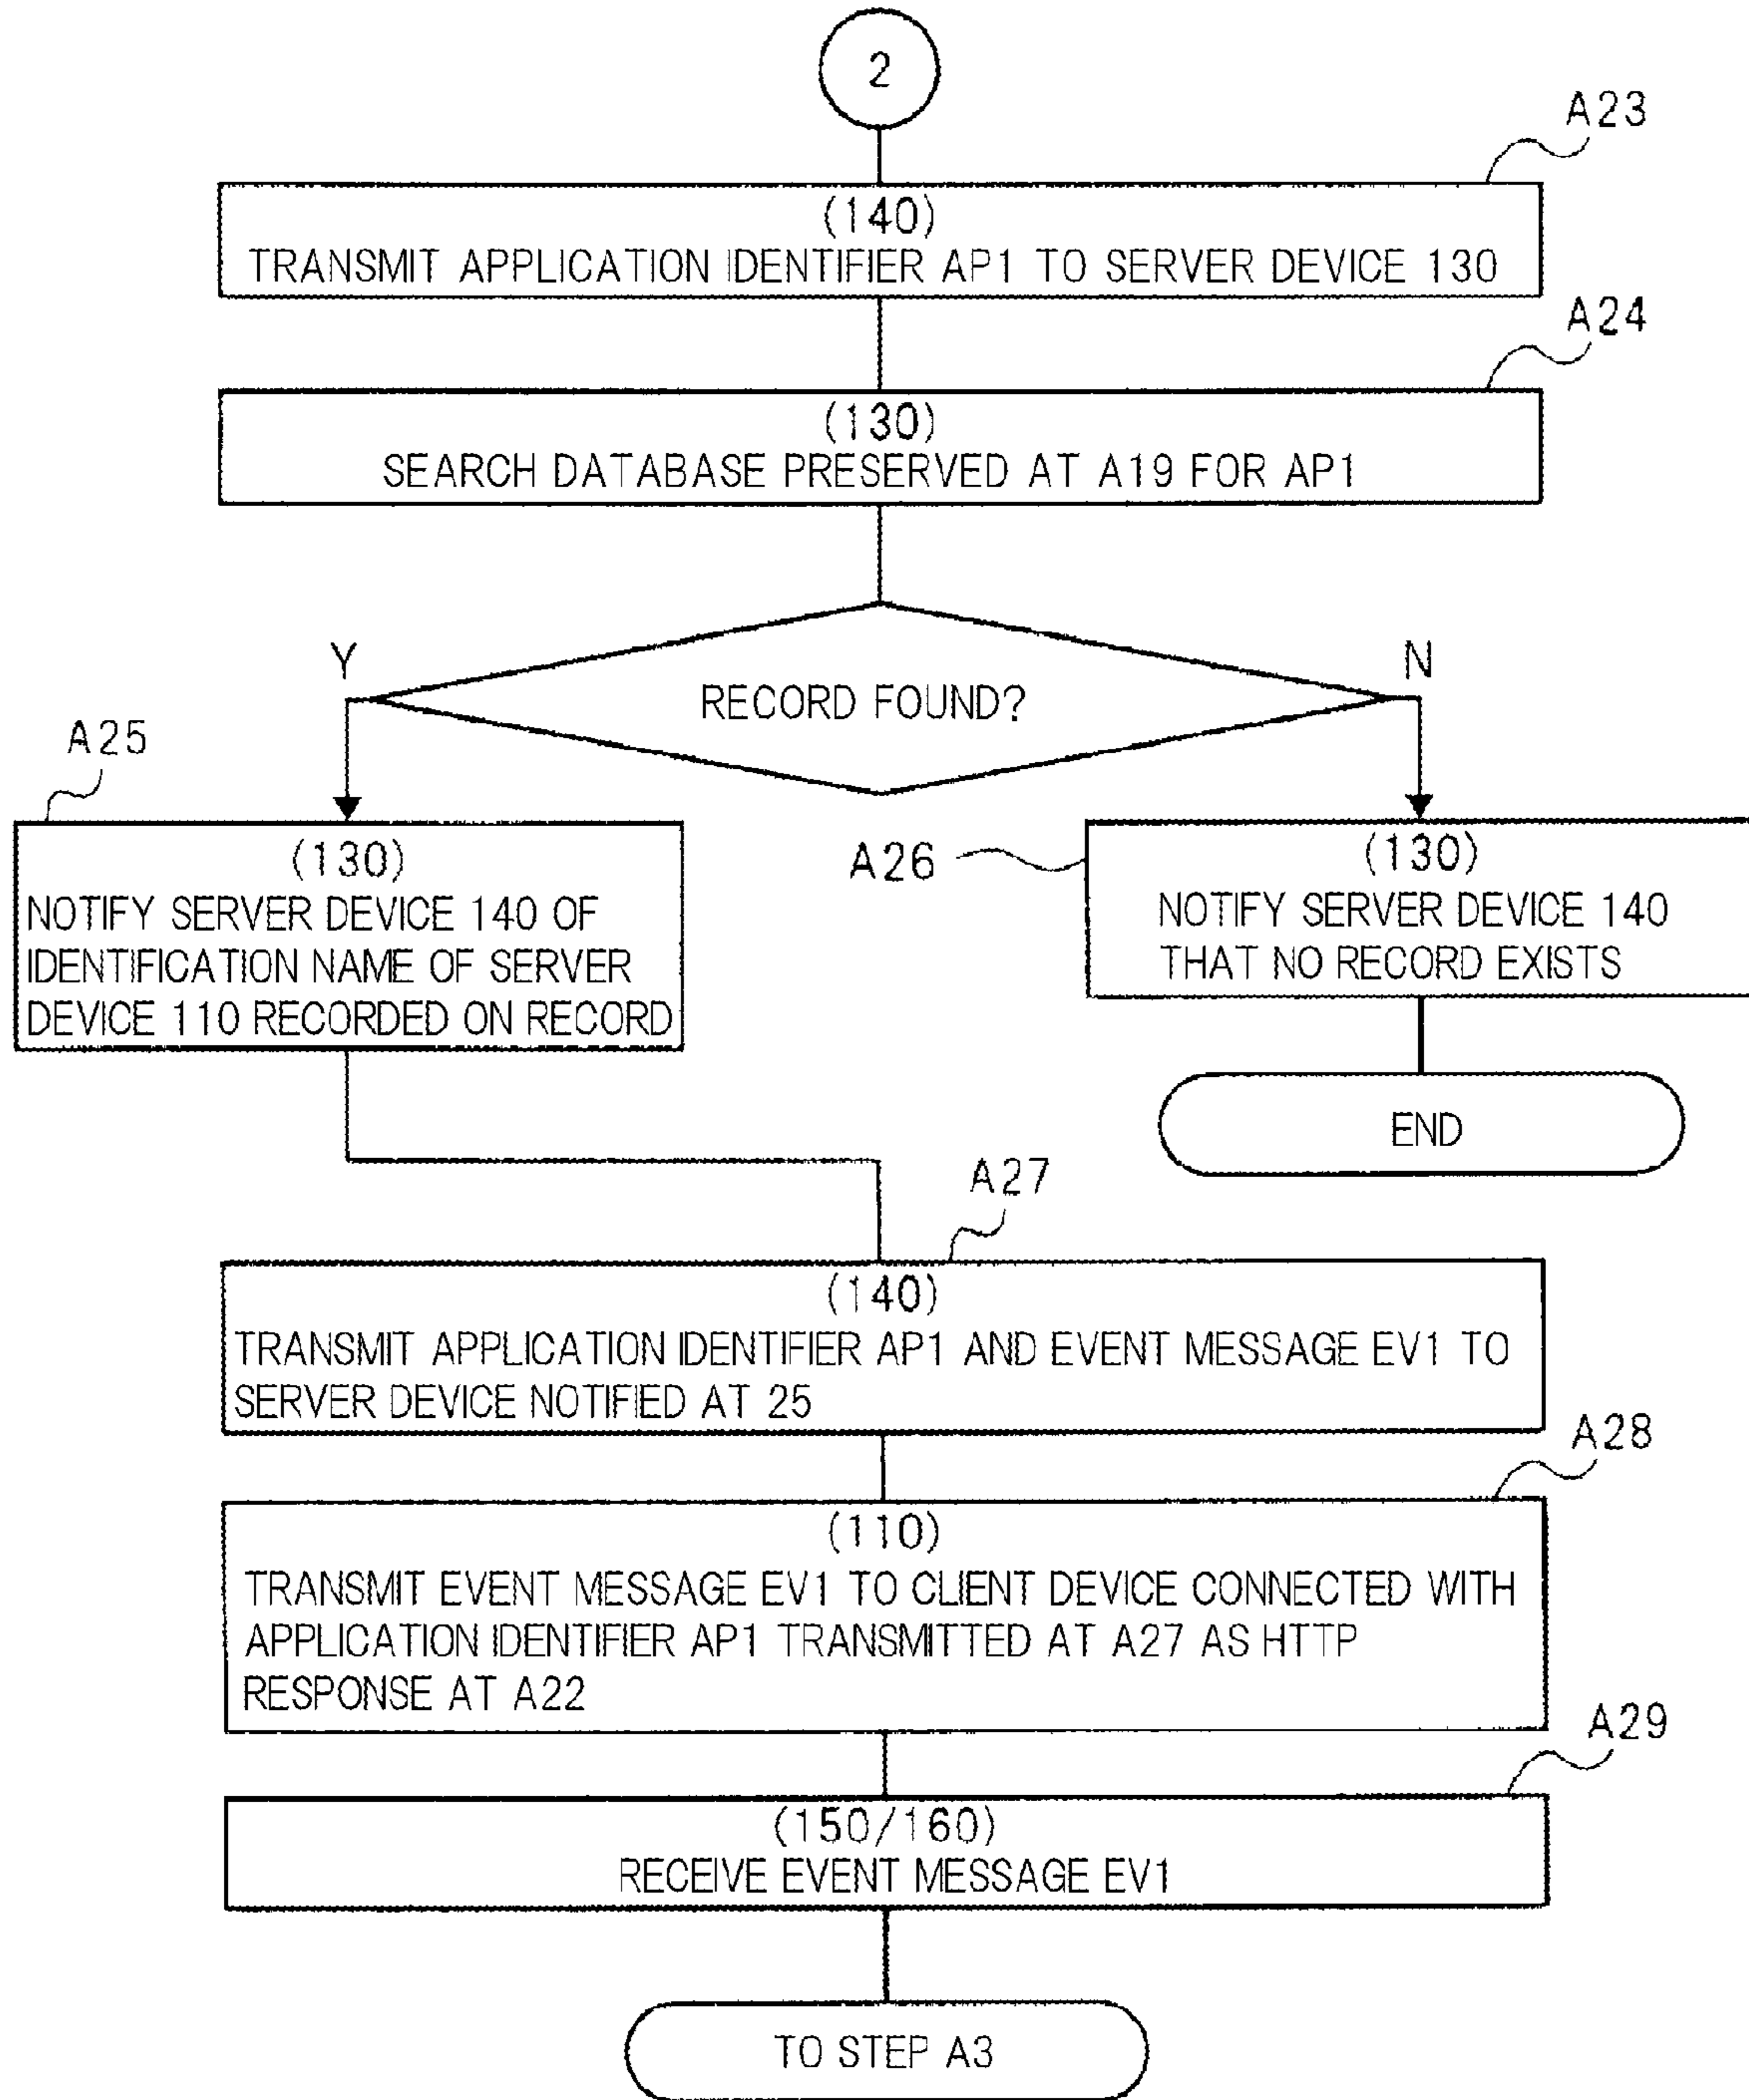 2
A23
(140)
TRANSMIT APPLICATION IDENTIFIER AP1 TO SERVER DEVICE 130
A24
(130)
SEARCH DATABASE PRESERVED AT A19 FOR AP1
Y
N
RECORD FOUND?
A25
(130)
NOTIFY SERVER DEVICE 140 OF
IDENTIFICATION NAME OF SERVER
DEVICE 110 RECORDED ON RECORD
A26
(130)
NOTIFY SERVER DEVICE 140
THAT NO RECORD EXISTS
END
A27
(140)
TRANSMIT APPLICATION IDENTIFIER AP1 AND EVENT MESSAGE EV1 TO
SERVER DEVICE NOTIFIED AT 25
A28
(110)
TRANSMIT EVENT MESSAGE EV1 TO CLIENT DEVICE CONNECTED WITH
APPLICATION IDENTIFIER AP1 TRANSMITTED AT A27 AS HTTP
RESPONSE AT A22
A29
(150/160)
RECEIVE EVENT MESSAGE EV1
TO STEP A3